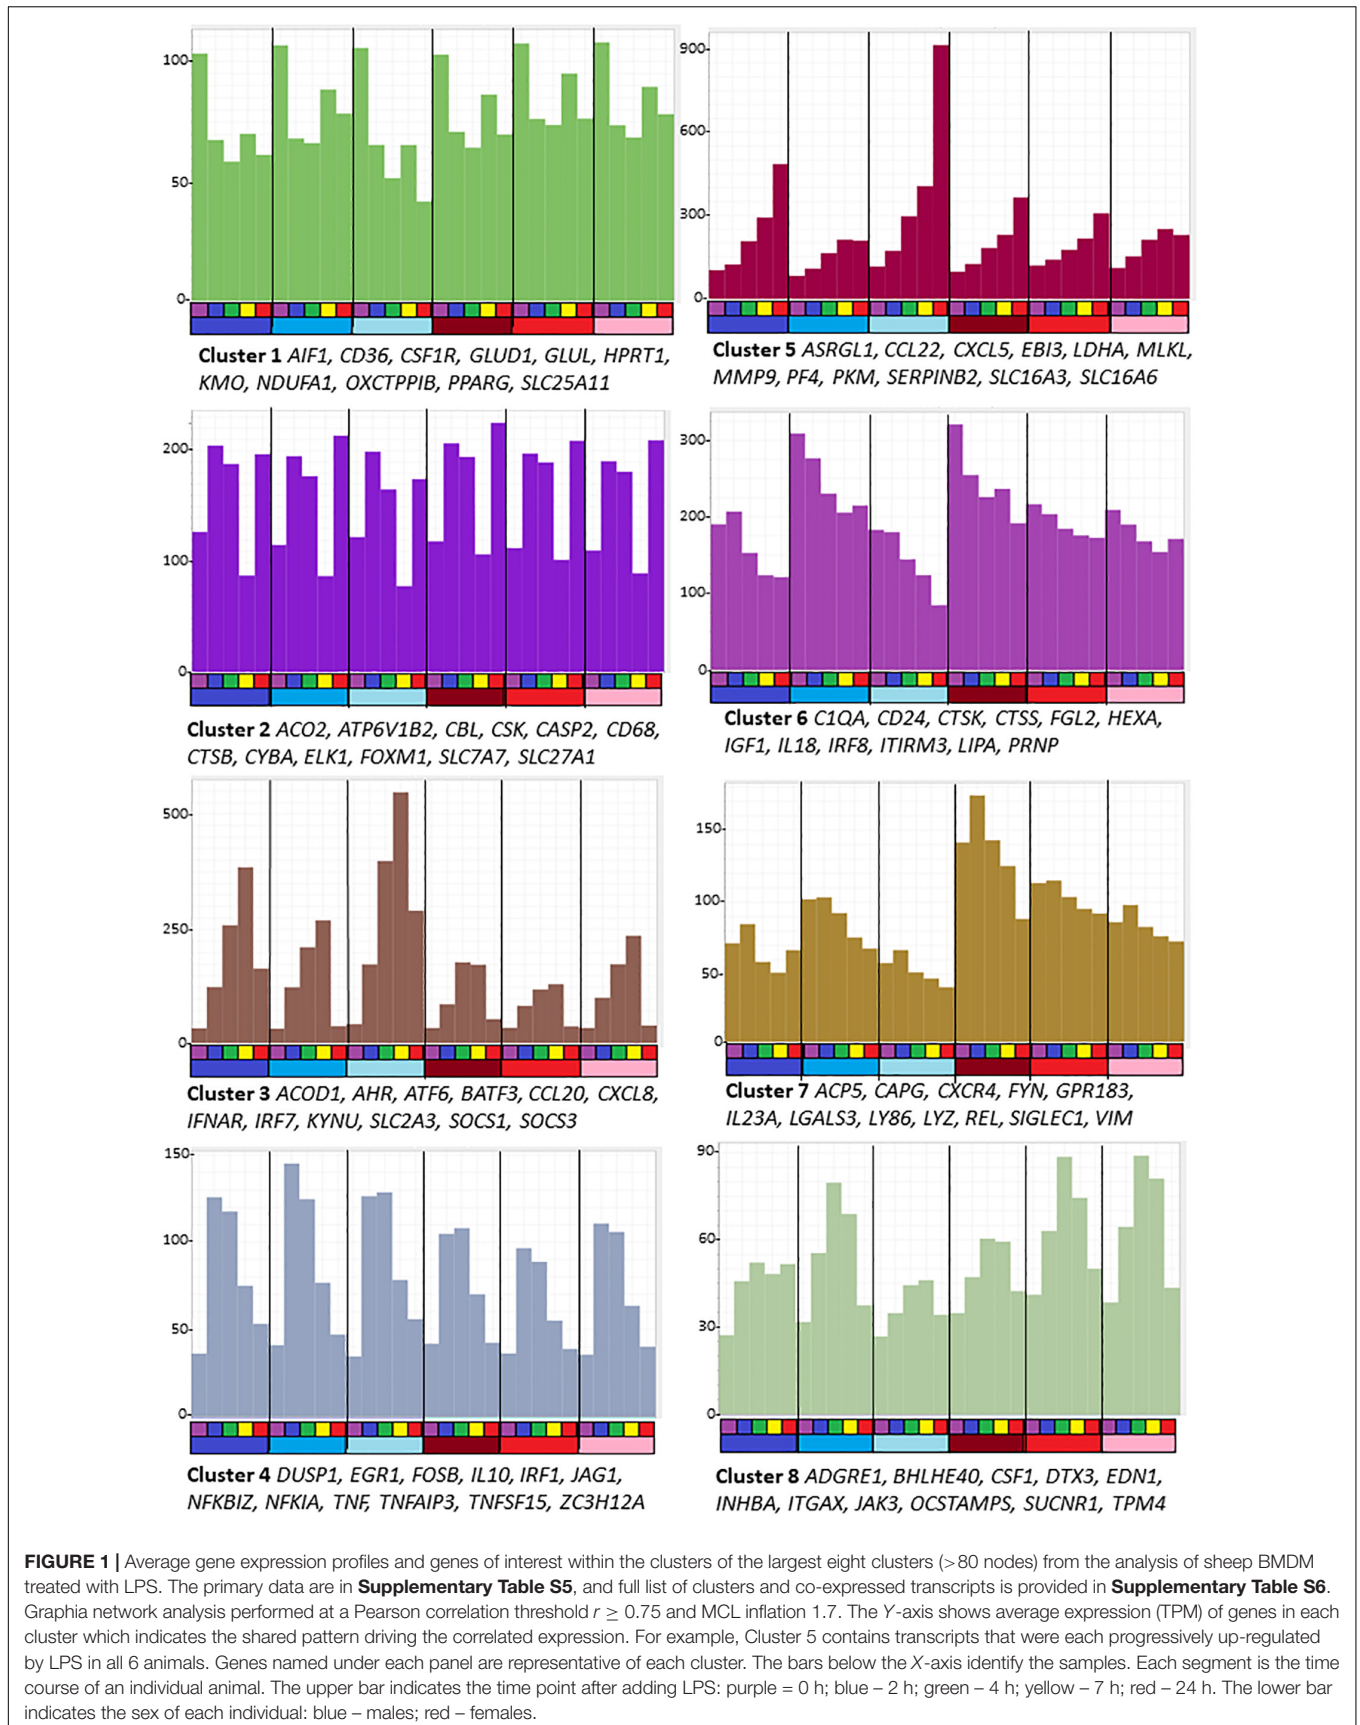 100-
50-
0-
Cluster 1 AIF1, CD36, CSF1R, GLUD1, GLUL, HPRT1,
KMO, NDUFA1, OXCTPPIB, PPARG, SLC25A11
900-
600-
300-
0-
Cluster 5 ASRGL1, CCL22, CXCL5, EBI3, LDHA, MLKL,
MMP9, PF4, PKM, SERPINB2, SLC16A3, SLC16A6
200-
100-
0-
Cluster 2 ACO2, ATP6V1B2, CBL, CSK, CASP2, CD68,
CTSB, CYBA, ELK1, FOXM1, SLC7A7, SLC27A1
300-
200-
100-
0-
Cluster 6 C1QA, CD24, CTSK, CTSS, FGL2, HEXA,
IGF1, IL18, IRF8, ITIRM3, LIPA, PRNP
500-
250-
0-
Cluster 3 ACOD1, AHR, ATF6, BATF3, CCL20, CXCL8,
IFNAR, IRF7, KYNU, SLC2A3, SOCS1, SOCS3
150-
100-
50-
0-
Cluster 7 ACP5, CAPG, CXCR4, FYN, GPR183,
IL23A, LGALS3, LY86, LYZ, REL, SIGLEC1, VIM
150-
100-
50-
0-
Cluster 4 DUSP1, EGR1, FOSB, IL10, IRF1, JAG1,
NFKBIZ, NFKIA, TNF, TNFAIP3, TNFSF15, ZC3H12A
90-
60-
30-
0-
Cluster 8 ADGRE1, BHLHE40, CSF1, DTX3, EDN1,
INHBA, ITGAX, JAK3, OCSTAMPS, SUCNR1, TPM4
FIGURE 1 | Average gene expression profiles and genes of interest within the clusters of the largest eight clusters (>80 nodes) from the analysis of sheep BMDM
treated with LPS. The primary data are in Supplementary Table S5, and full list of clusters and co-expressed transcripts is provided in Supplementary Table S6.
Graphia network analysis performed at a Pearson correlation threshold r ≥ 0.75 and MCL inflation 1.7. The Y-axis shows average expression (TPM) of genes in each
cluster which indicates the shared pattern driving the correlated expression. For example, Cluster 5 contains transcripts that were each progressively up-regulated
by LPS in all 6 animals. Genes named under each panel are representative of each cluster. The bars below the X-axis identify the samples. Each segment is the time
course of an individual animal. The upper bar indicates the time point after adding LPS: purple = 0 h; blue – 2 h; green – 4 h; yellow – 7 h; red – 24 h. The lower bar
indicates the sex of each individual: blue – males; red – females.